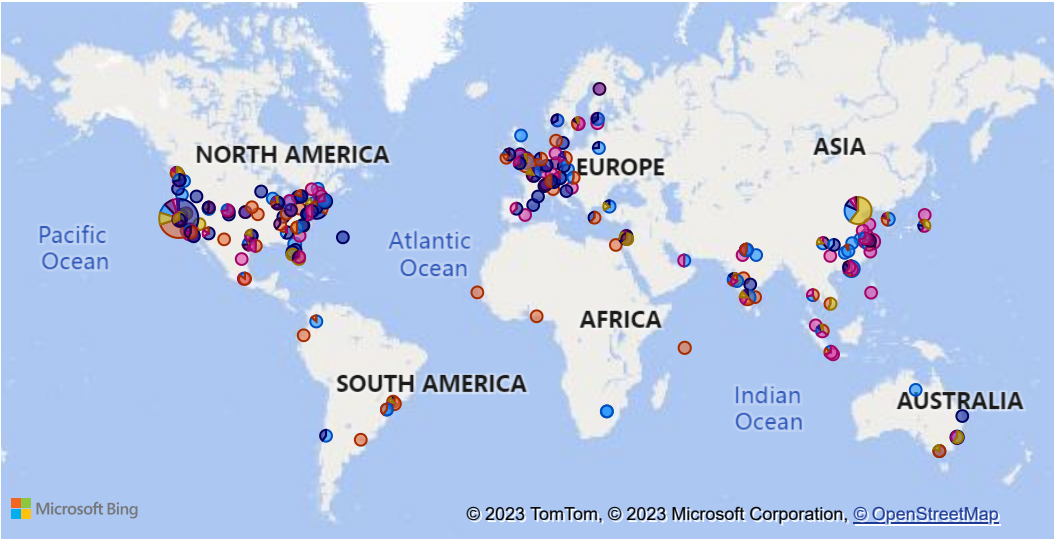 NORTH AMERICA
EUROPE
ASIA
Pacific
Ocean
Atlantic
Ocean
AFRICA
SOUTH AMERICA
Indian
Ocean
AUSTRALIA
Microsoft Bing
© 2023 TomTom, © 2023 Microsoft Corporation, © OpenStreetMap